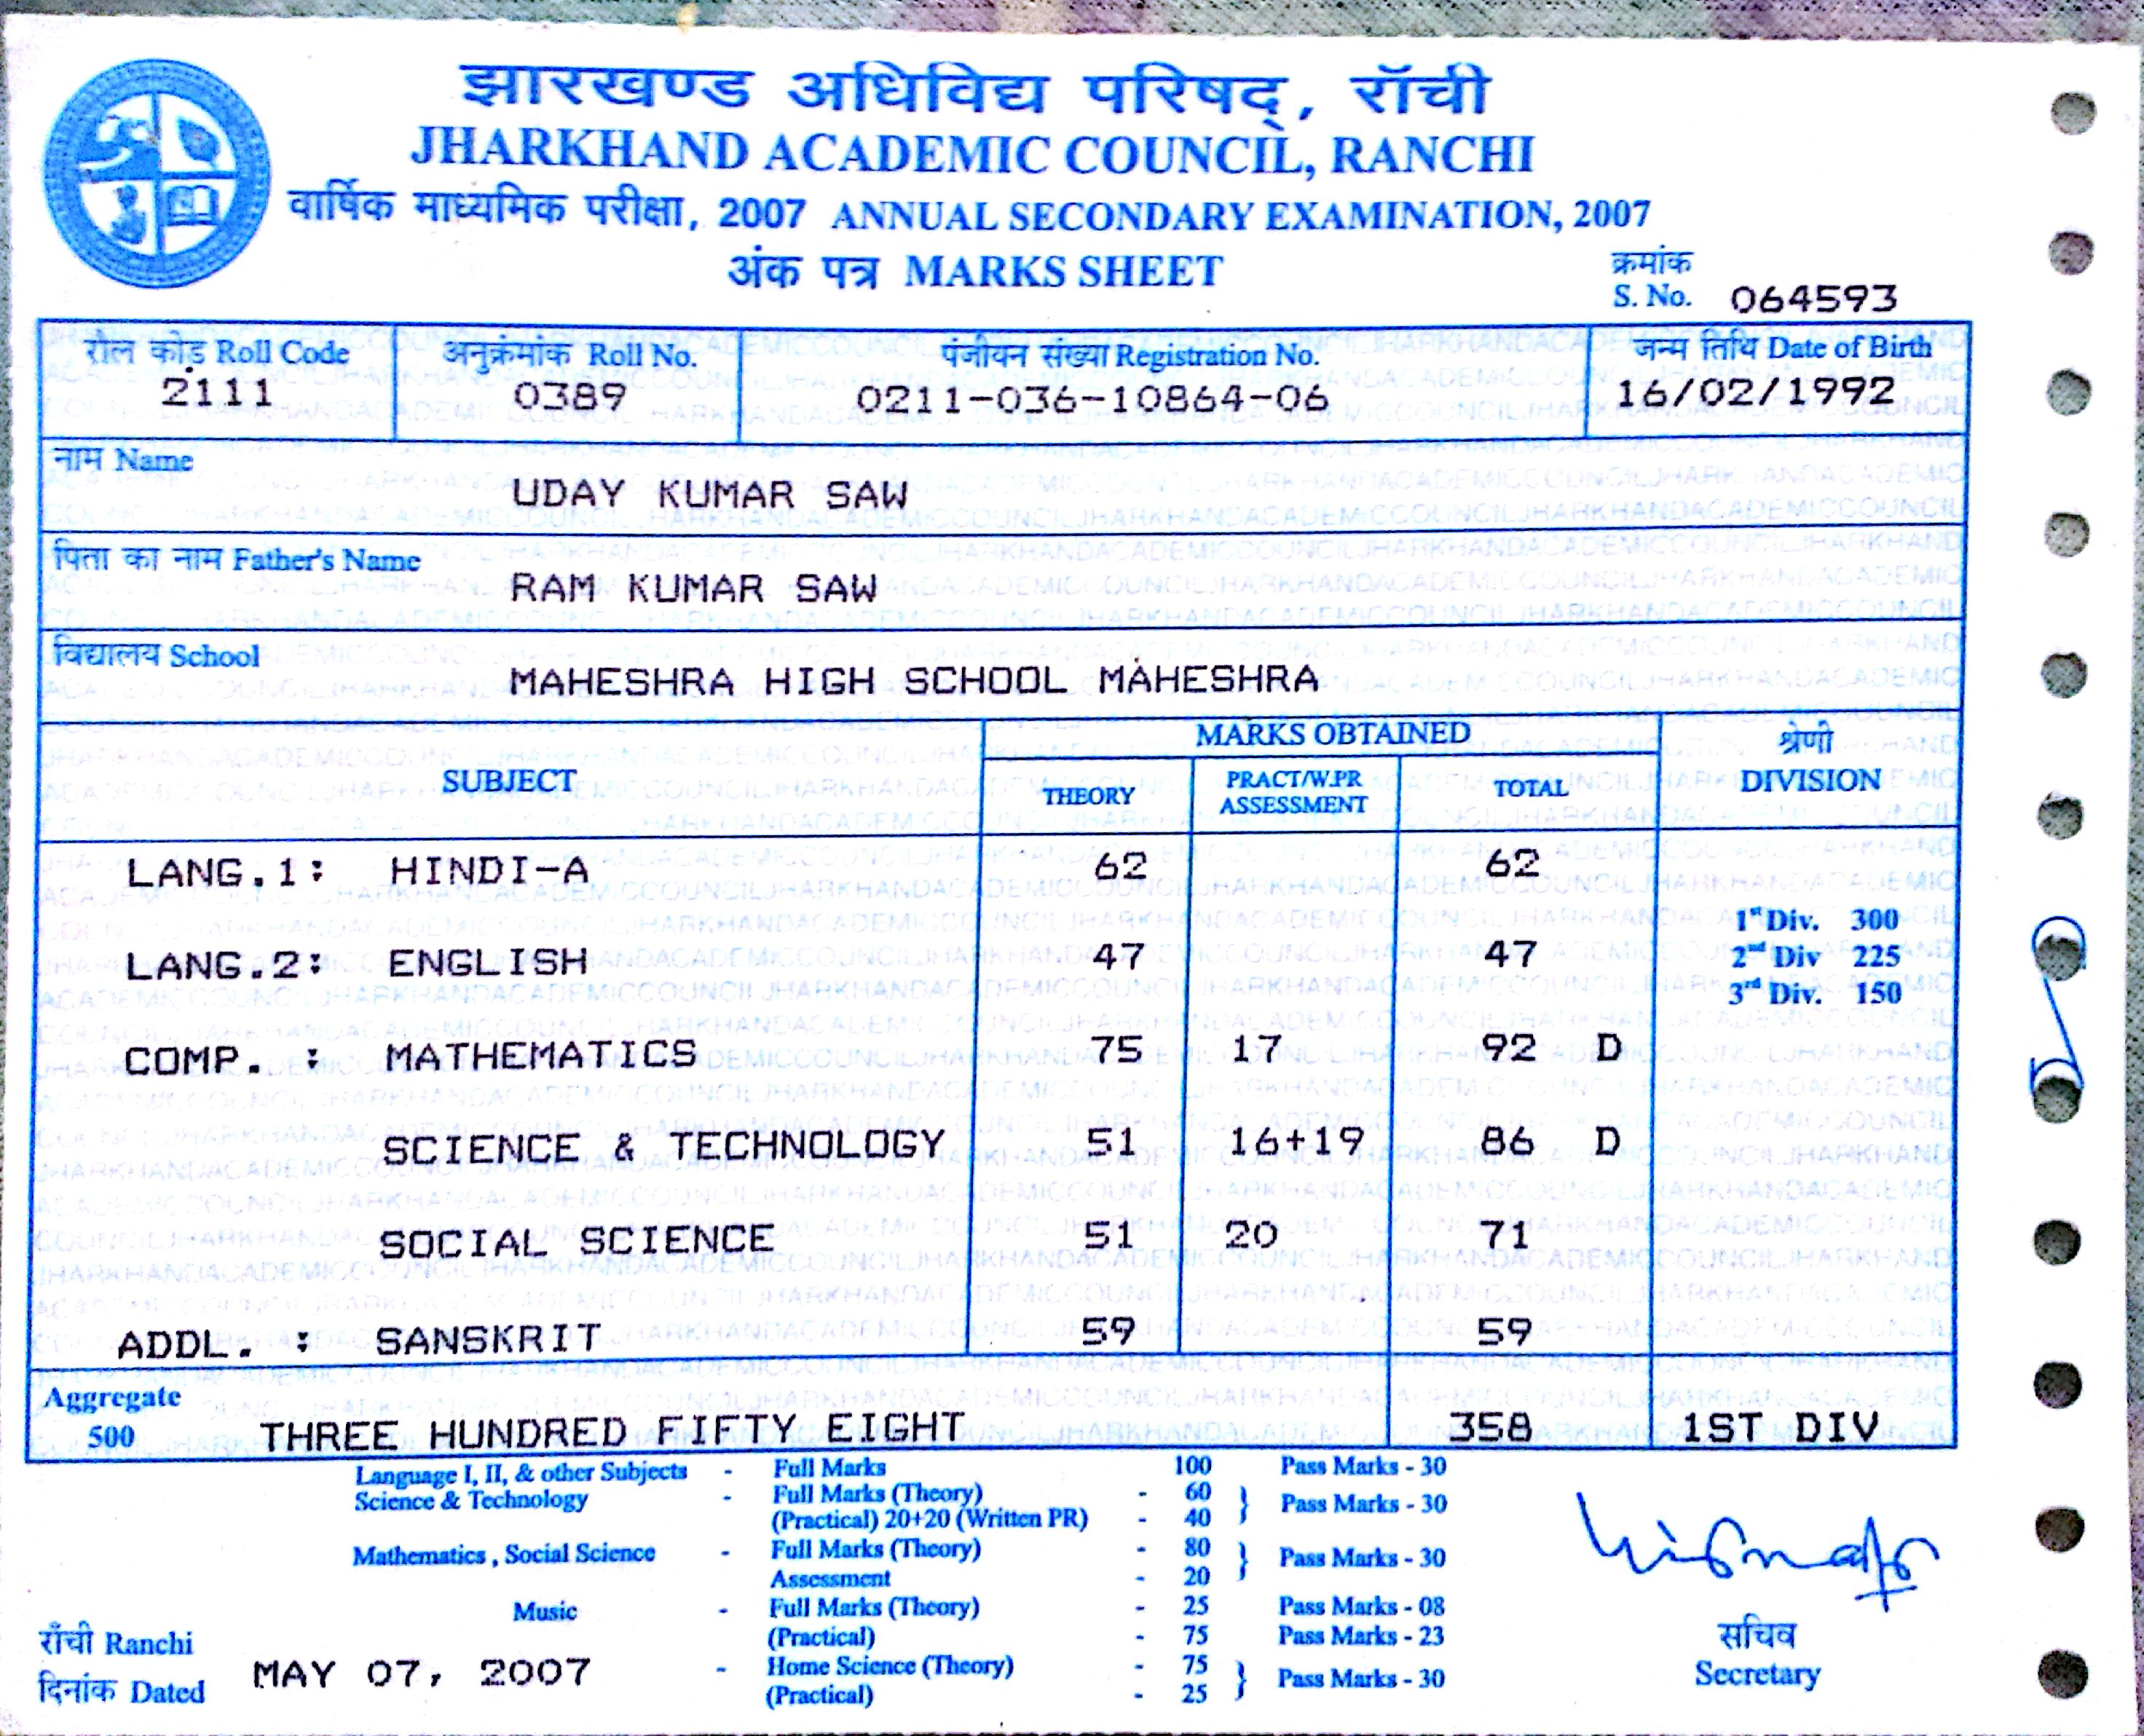 झारखण्ड अधिविद्य परिषद्, राॅंची
JHARKHAND ACADEMIC COUNCIL, RANCHI
वार्षिक माध्यमिक परीक्षा, 2007 ANNUAL SECONDARY EXAMINATION, 2007
अंक पत्र MARKS SHEET
क्रमांक
S. No. 064593
रौल कोड Roll Code अनुक्रमांक Roll No. पंजीयन संख्या Registration No. जन्म तिथि Date of Birth
2111 0389 0211-036-10864-06 16/02/1992
नाम Name
UDAY KUMAR SAW
पिता का नाम Father's Name
RAM KUMAR SAW
विद्यालय School
MAHESHRA HIGH SCHOOL MAHESHRA
SUBJECT MARKS OBTAINED श्रेणी
THEORY PRACT/W.PR ASSESSMENT TOTAL DIVISION
LANG.1: HINDI-A 62 62
1st Div. 300
LANG.2: ENGLISH 47 47 2nd Div 225
3rd Div. 150
COMP. : MATHEMATICS 75 17 92 D
SCIENCE & TECHNOLOGY 51 16+19 86 D
SOCIAL SCIENCE 51 20 71
ADDL. : SANSKRIT 59 59
Aggregate
500 THREE HUNDRED FIFTY EIGHT 358 1ST DIV
Language I, II, & other Subjects - Full Marks 100 Pass Marks - 30
Science & Technology - Full Marks (Theory) - 60 } Pass Marks - 30
(Practical) 20+20 (Written PR) - 40
Mathematics , Social Science - Full Marks (Theory) - 80 } Pass Marks - 30
Assessment - 20
Music - Full Marks (Theory) - 25 Pass Marks - 08
(Practical) - 75 Pass Marks - 23
- Home Science (Theory) - 75 } Pass Marks - 30
(Practical) - 25
राँची Ranchi
दिनांक Dated MAY 07, 2007
सचिव
Secretary